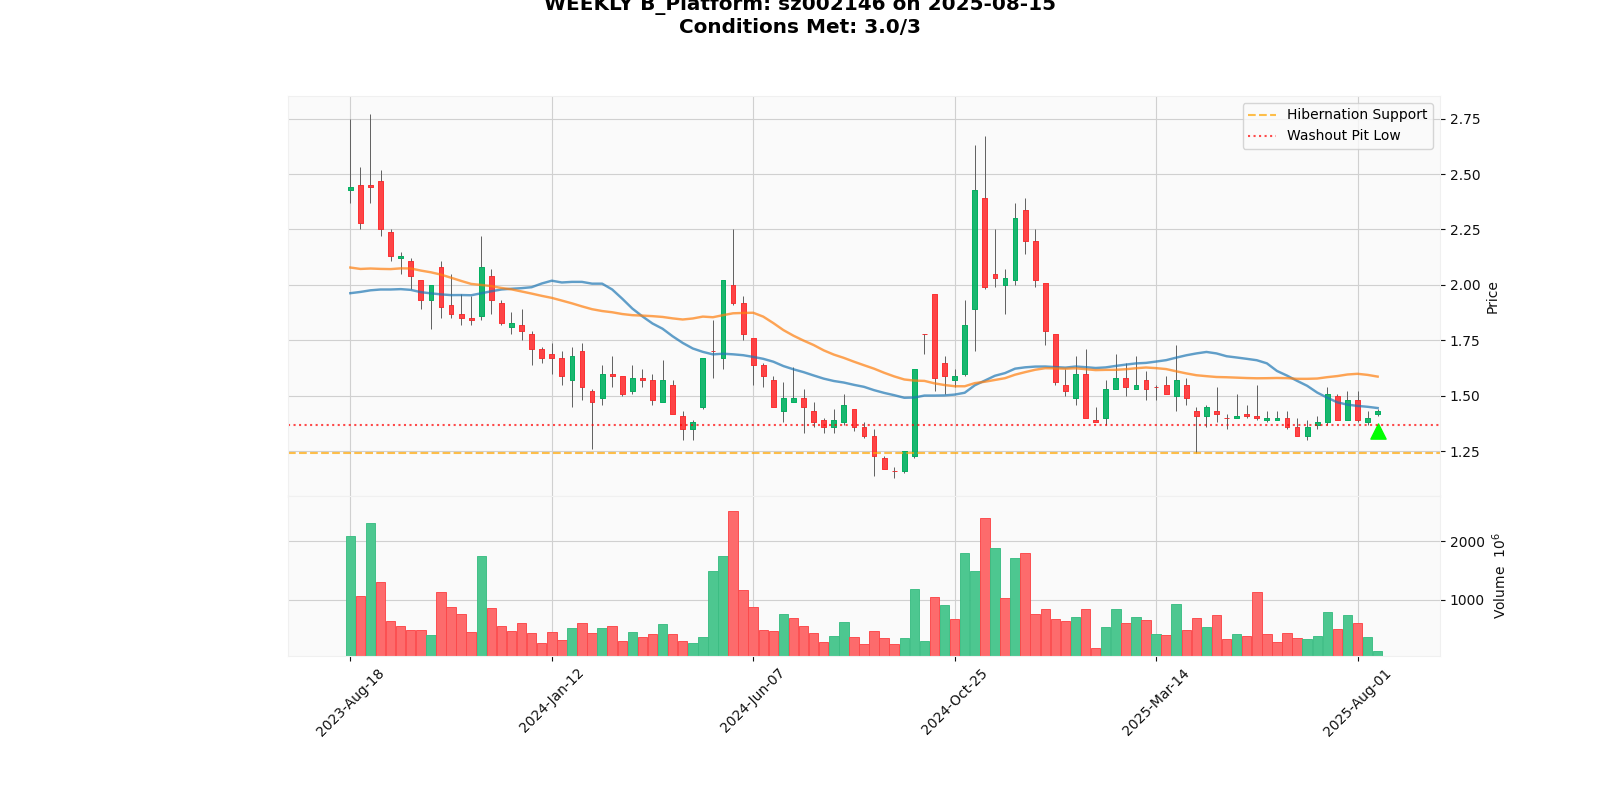 WEEKLY B_Platform: sz002146 on 2025-08-15
Conditions Met: 3.0/3
Hibernation Support
Washout Pit Low
2.75
2.50
2.25
2.00
1.75
1.50
1.25
Price
2000
1000
Volume 10⁶
2023-Aug-18
2024-Jan-12
2024-Jun-07
2024-Oct-25
2025-Mar-14
2025-Aug-01